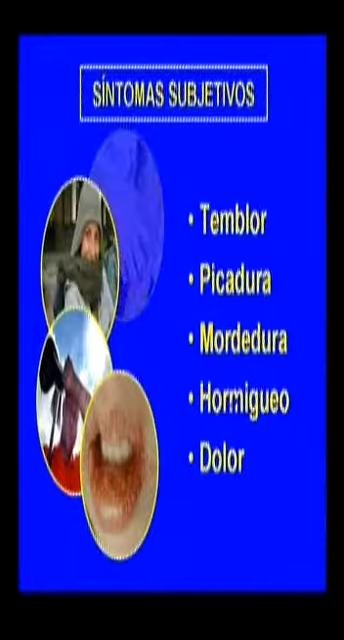 SÍNTOMAS SUBJETIVOS
• Temblor
• Picadura
• Mordedura
• Hormigueo
• Dolor